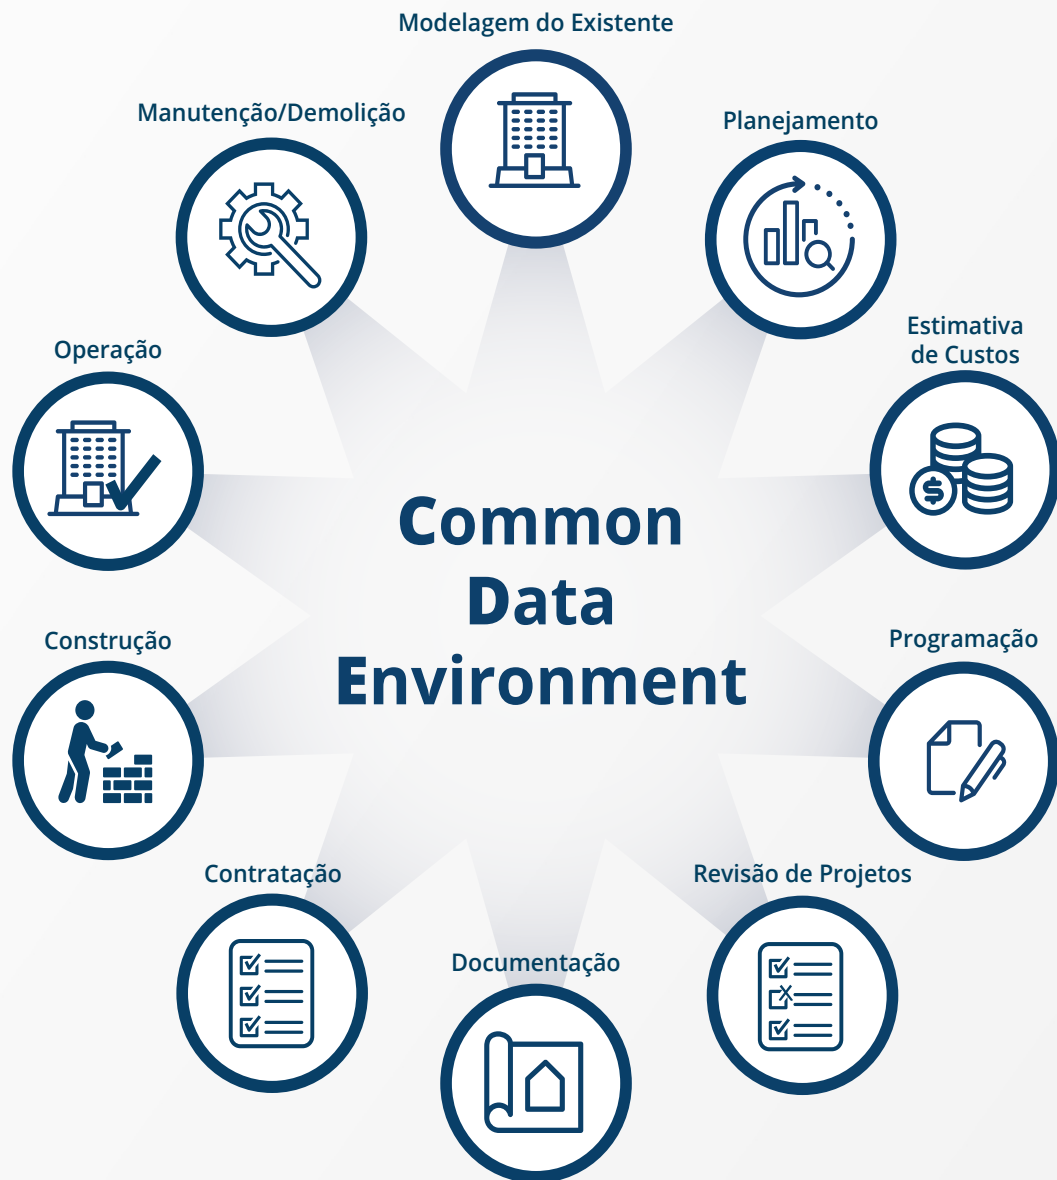 Modelagem do Existente
Manutenção/Demolição
Planejamento
Estimativa
de Custos
Operação
Common
Data
Environment
Construção
Programação
Contratação
Revisão de Projetos
Documentação
$